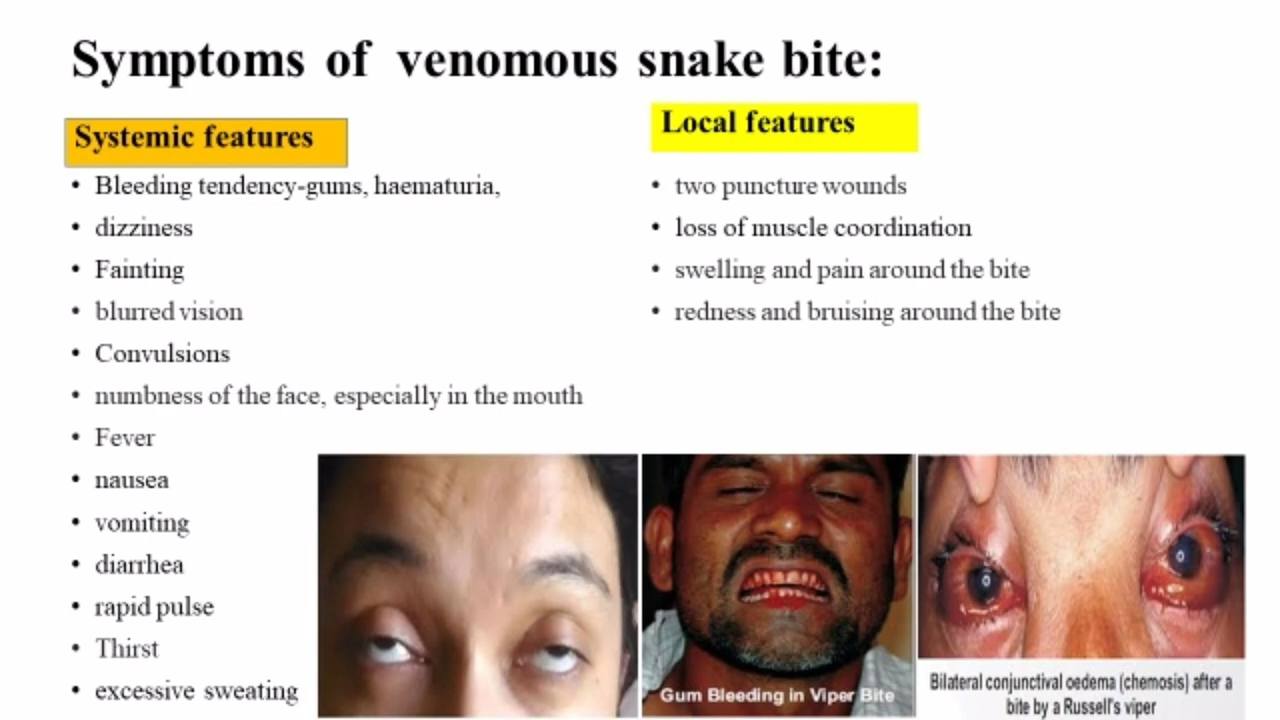 Symptoms of venomous snake bite:
Systemic features
• Bleeding tendency-gums, haematuria,
• dizziness
• Fainting
• blurred vision
• Convulsions
• numbness of the face, especially in the mouth
• Fever
• nausea
• vomiting
• diarrhea
• rapid pulse
• Thirst
• excessive sweating
Local features
• two puncture wounds
• loss of muscle coordination
• swelling and pain around the bite
• redness and bruising around the bite
Gum Bleeding in Viper Bite
Bilateral conjunctival oedema (chemosis) after a
bite by a Russell's viper